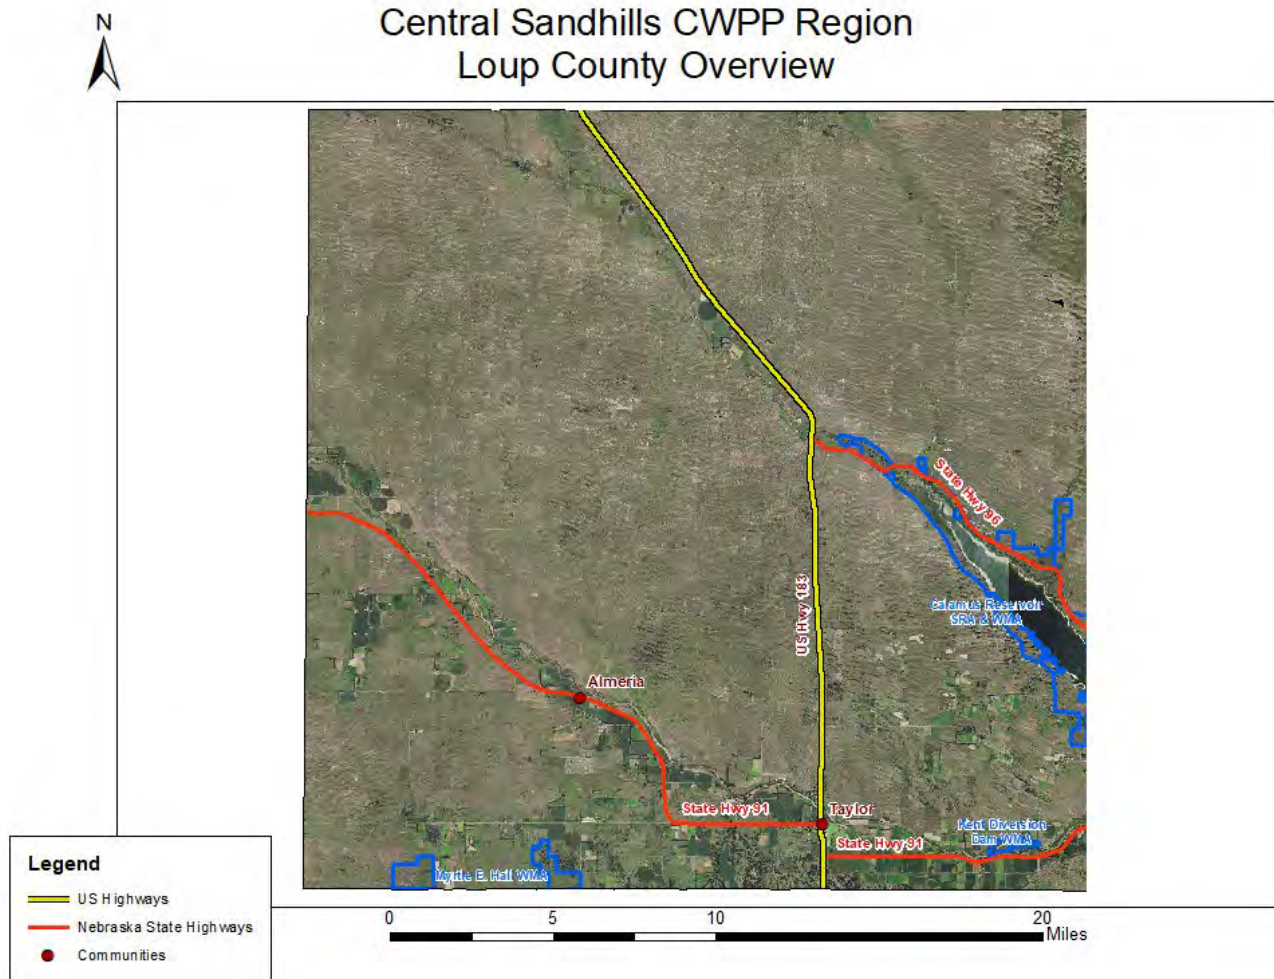 Central Sandhills CWPP Region
Loup County Overview
N
State Hwy 96
US Hwy 183
Calamus Reservoir
SRA & WMA
Almeria
State Hwy 91
Taylor
Kent Diversion
Dam WMA
State Hwy 91
Myrtle E. Hall WMA
Legend
US Highways
Nebraska State Highways
Communities
0 5 10 20
Miles